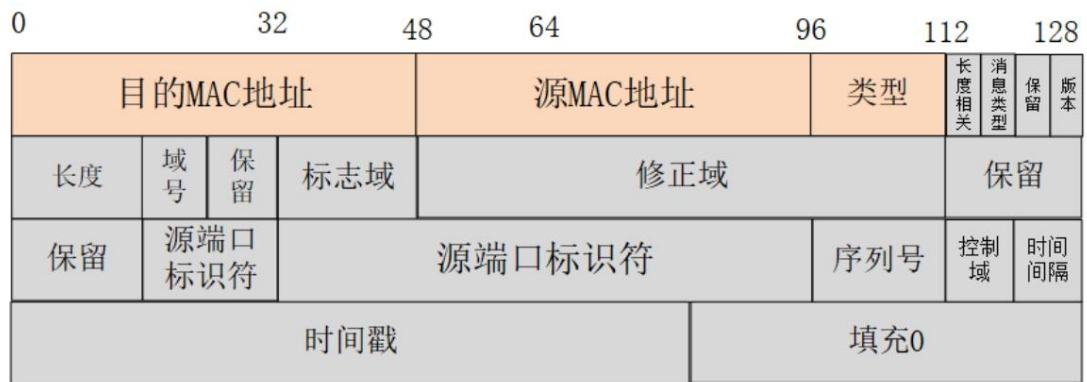 0 32 48 64 96 112 128
目的MAC地址 源MAC地址 类型 长度相关 消息类型 保留 版本
长度 域号 保留 标志域 修正域 保留
保留 源端口标识符 源端口标识符 序列号 控制域 时间间隔
时间戳 填充0